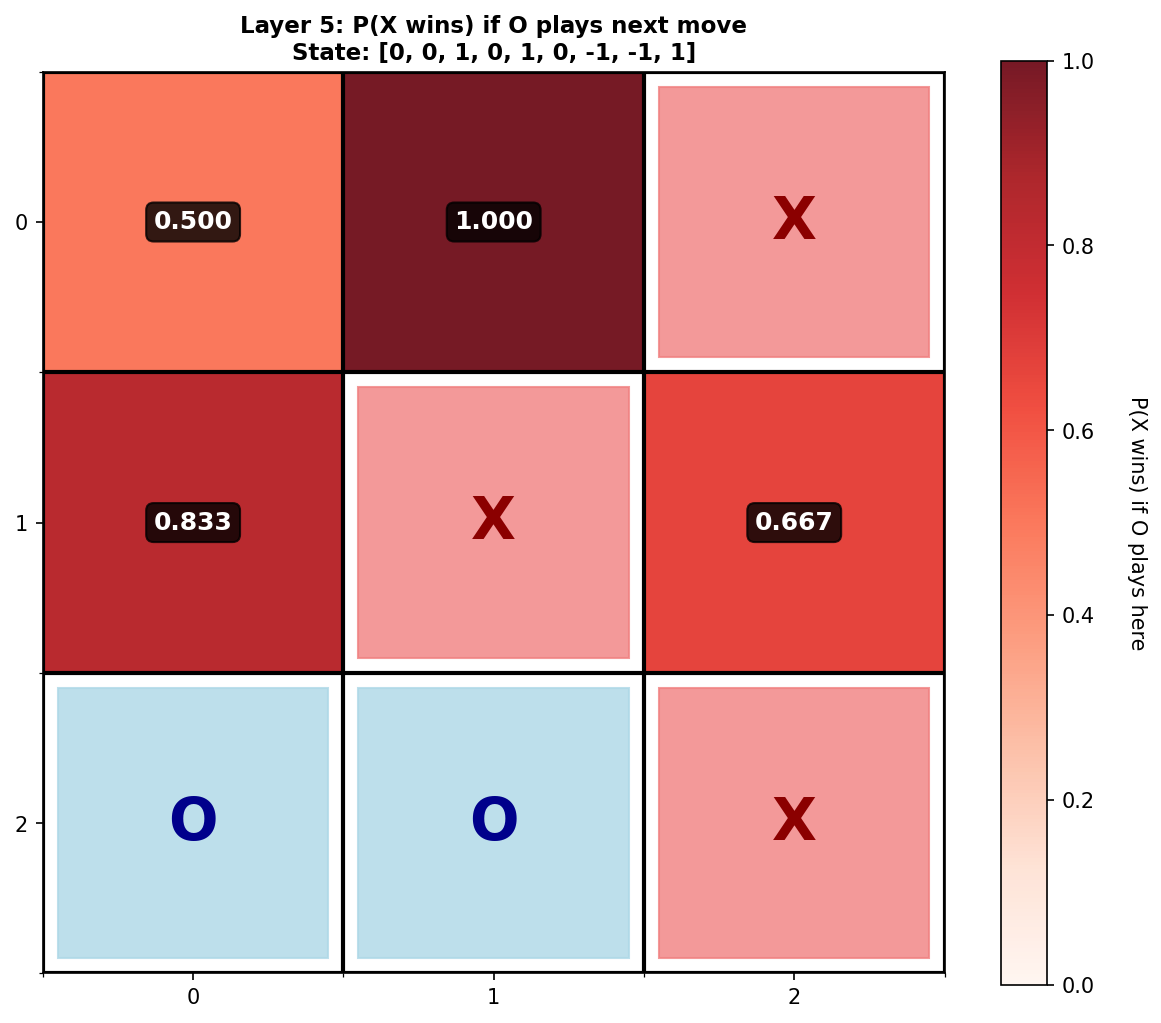 Layer 5: P(X wins) if O plays next move
State: [0, 0, 1, 0, 1, 0, -1, -1, 1]
0
0.500
1.000
X
1
0.833
X
0.667
2
O
O
X
0
1
2
1.0
0.8
0.6
0.4
0.2
0.0
P(X wins) if O plays here